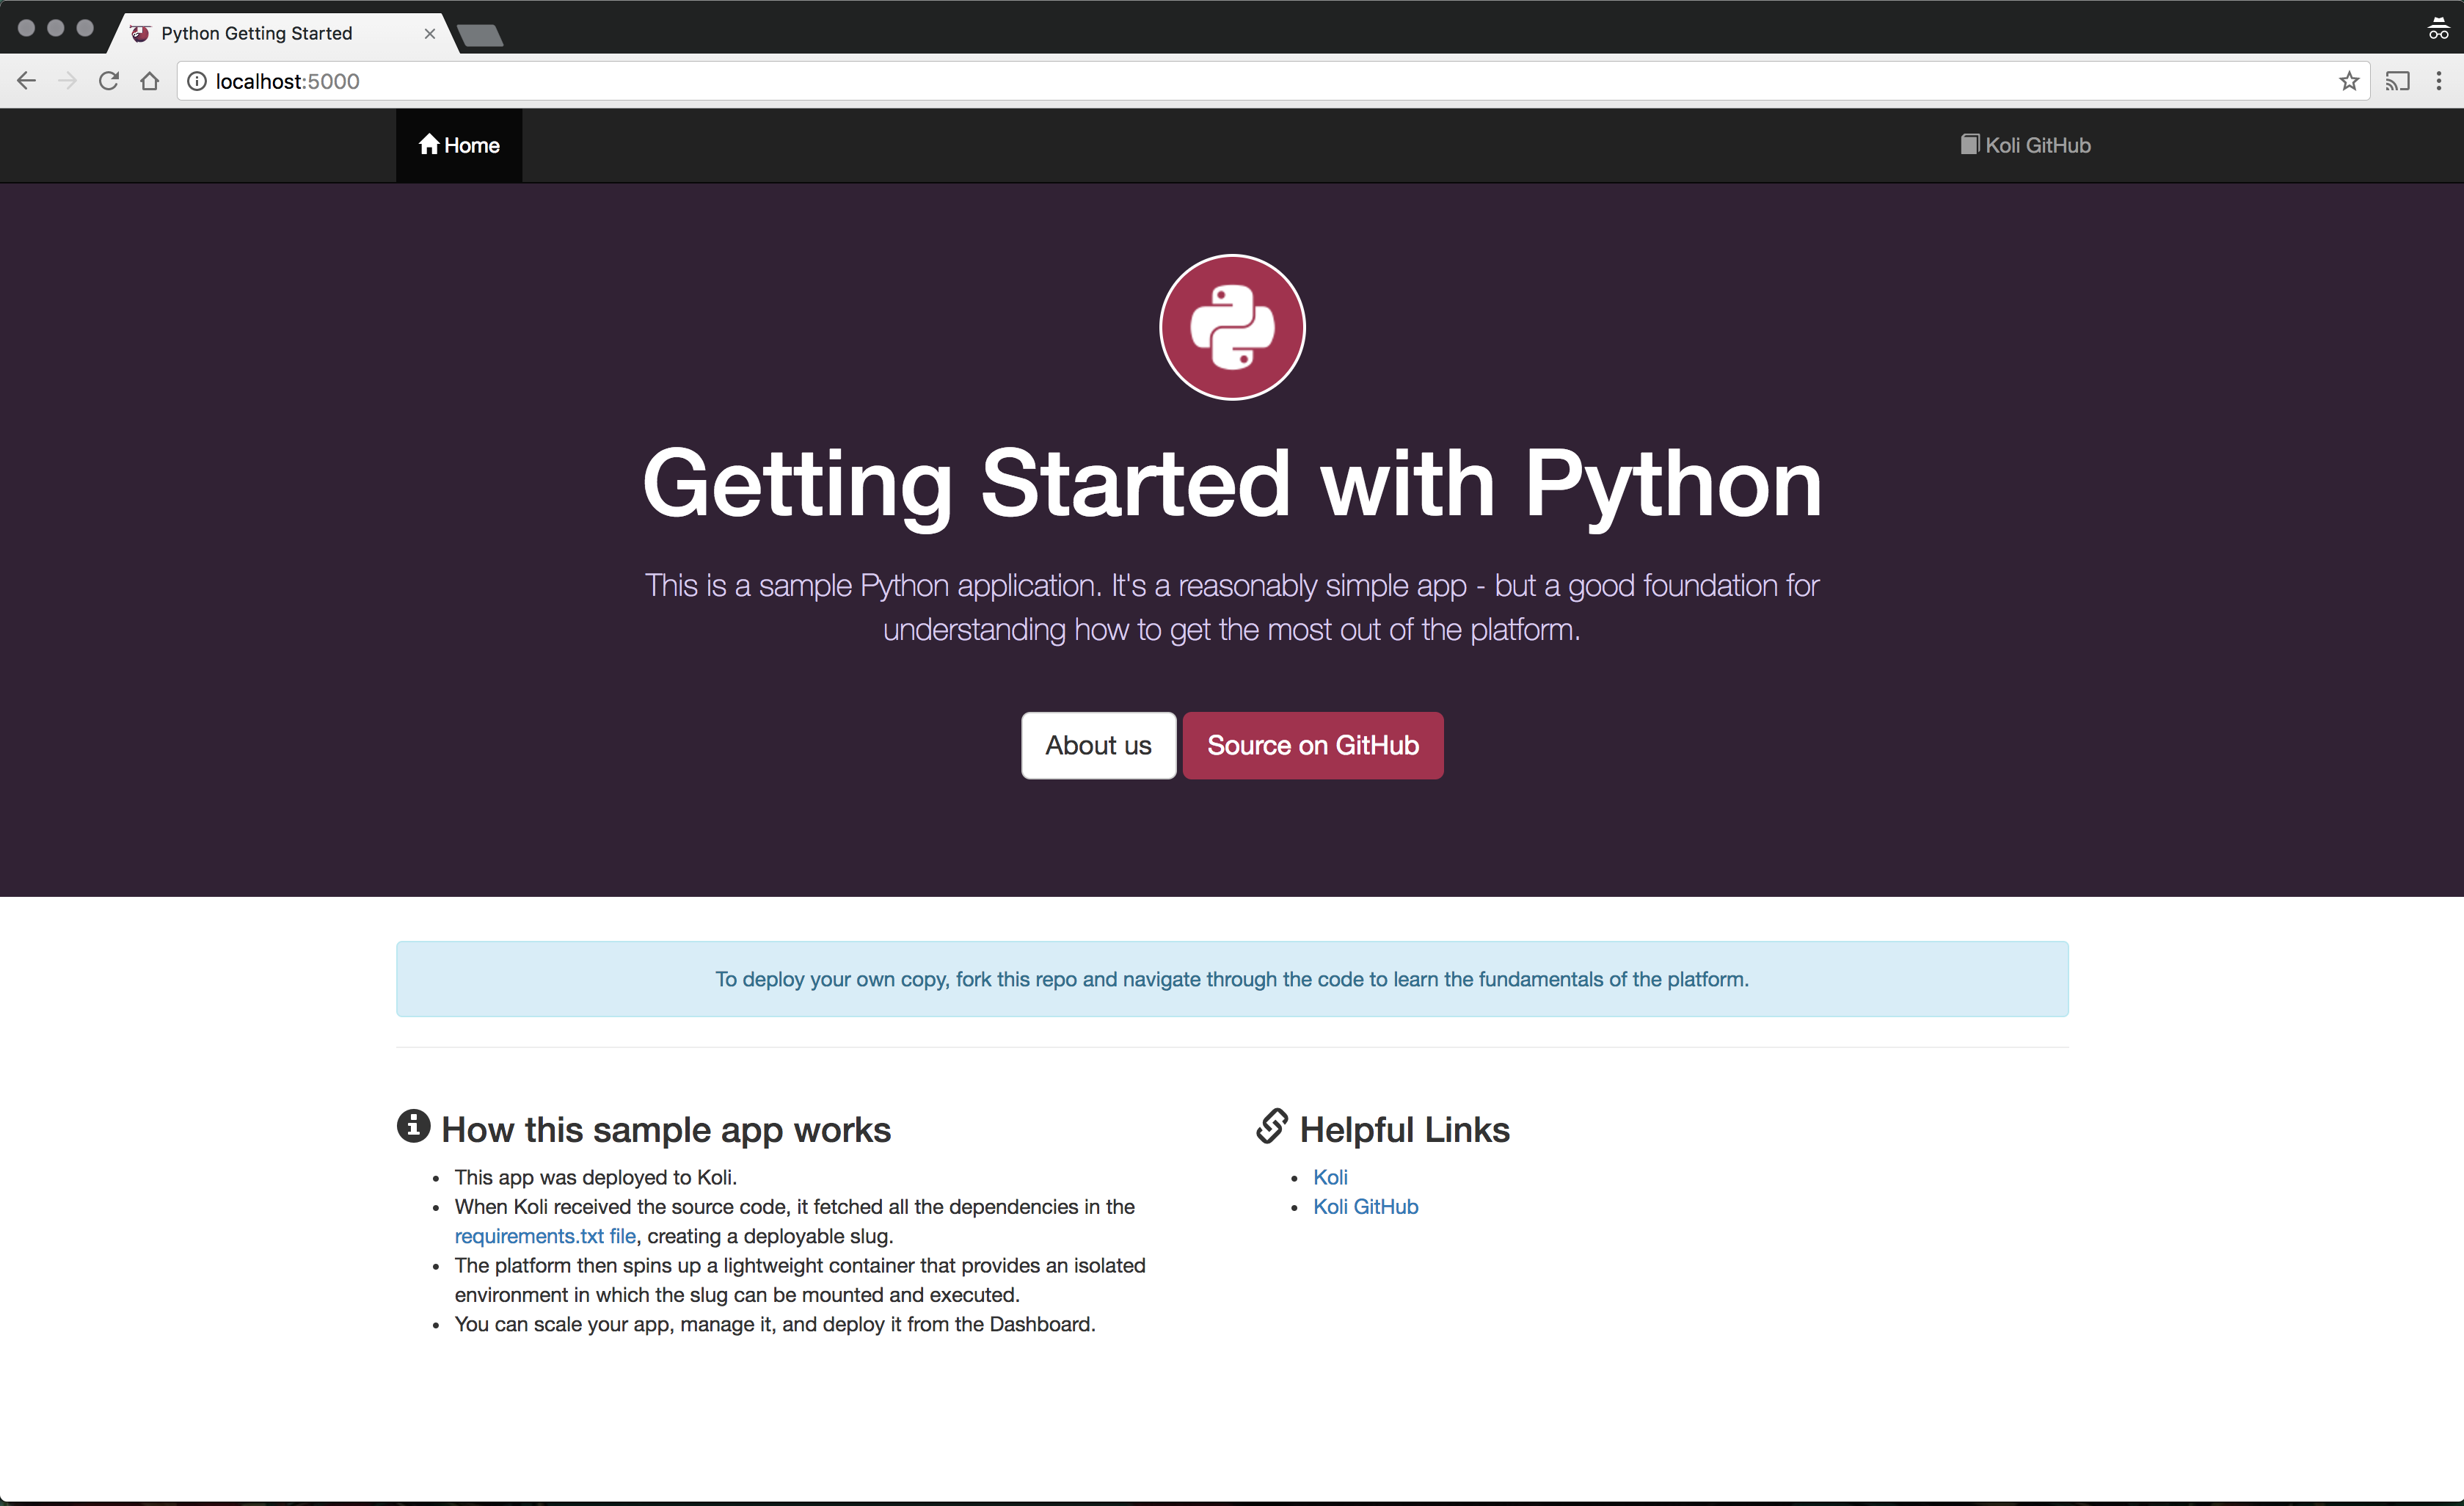 Python Getting Started
localhost:5000
Home
Koli GitHub
Getting Started with Python
This is a sample Python application. It's a reasonably simple app - but a good foundation for
understanding how to get the most out of the platform.
About us
Source on GitHub
To deploy your own copy, fork this repo and navigate through the code to learn the fundamentals of the platform.
How this sample app works
This app was deployed to Koli.
When Koli received the source code, it fetched all the dependencies in the
requirements.txt file, creating a deployable slug.
The platform then spins up a lightweight container that provides an isolated
environment in which the slug can be mounted and executed.
You can scale your app, manage it, and deploy it from the Dashboard.
Helpful Links
Koli
Koli GitHub